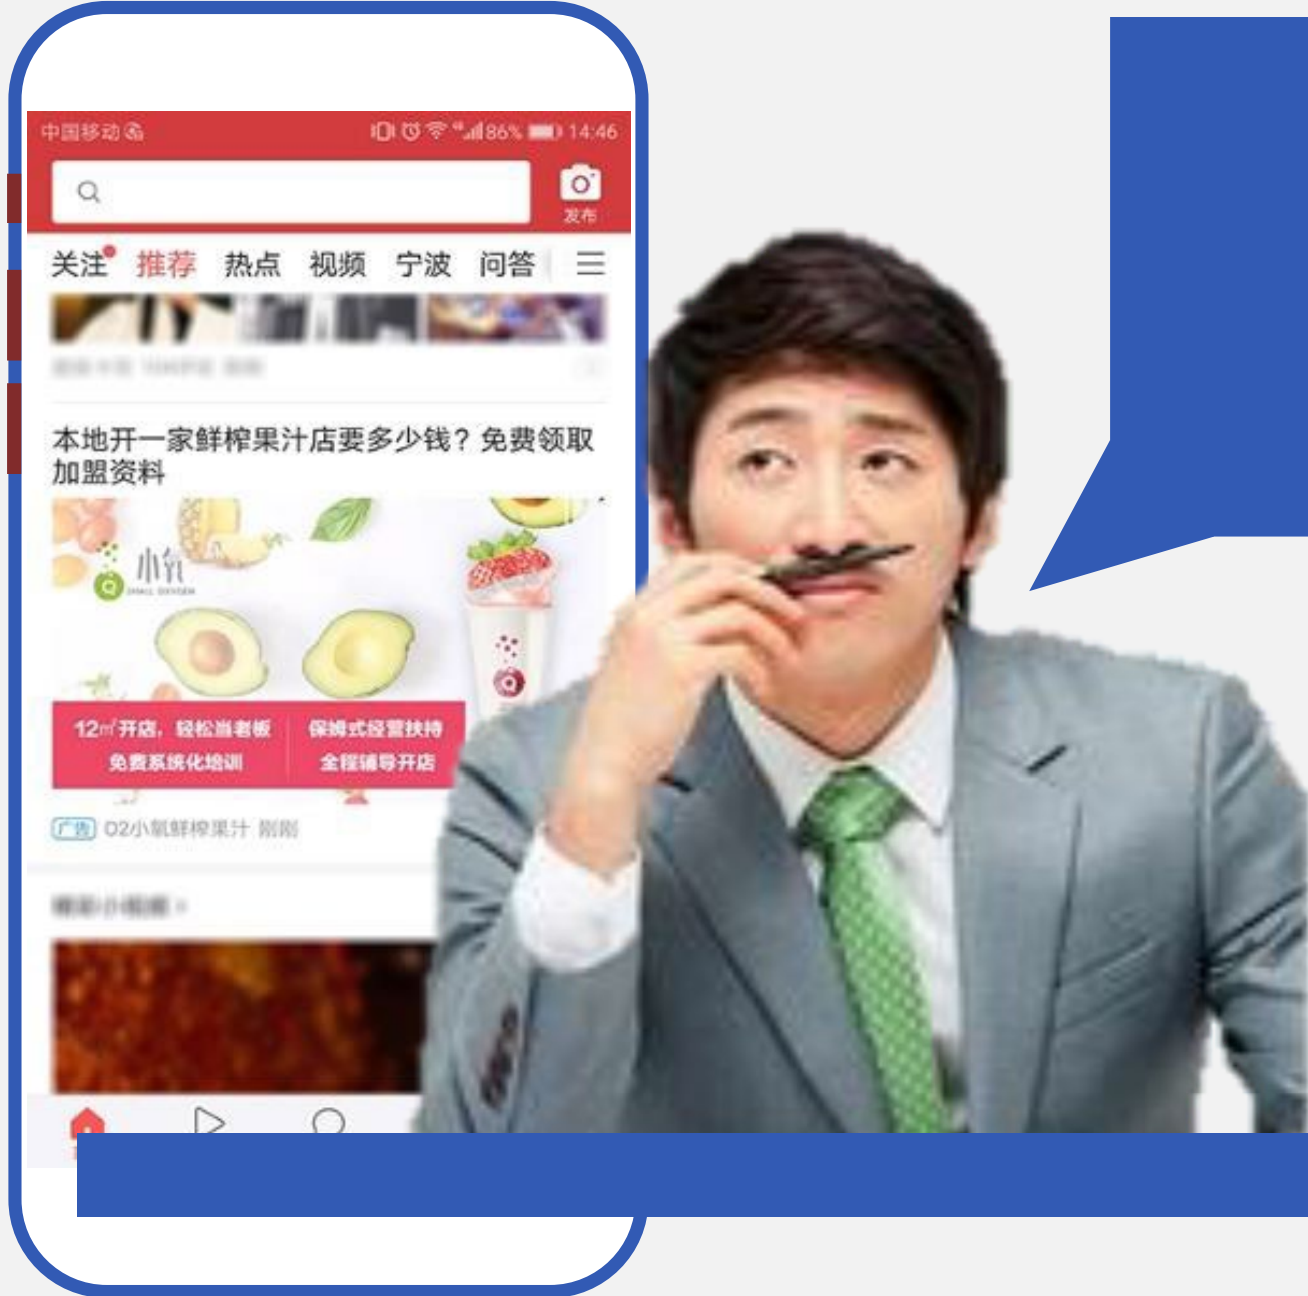 中国移动
86% 14:46
发布
关注 推荐 热点 视频 宁波 问答
本地开一家鲜榨果汁店要多少钱？免费领取
加盟资料
小氧
SMALL OXYGEN
12㎡开店，轻松当老板 保姆式经营扶持
免费系统化培训 全程辅导开店
广告 O2小氧鲜榨果汁 刚刚